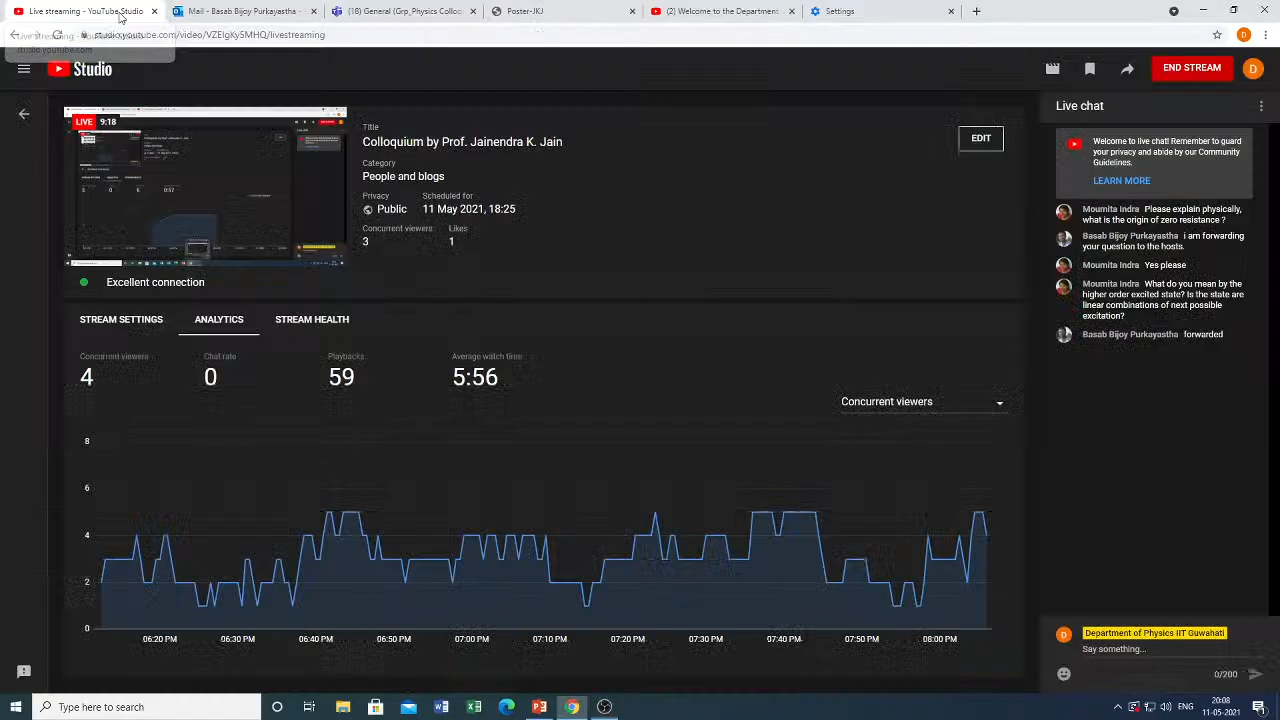 Live streaming - YouTube Studio
Mail - Basab Bijoy Purkayastha -
(16) General (Grp_Physics Colloc
Poster-JKJ
(2) Welcome to the Department
Settings
studio.youtube.com/video/VZEIgKy5MHQ/livestreaming
D
Studio
END STREAM
D
LIVE 9:18
Title
Colloquium by Prof. Jainendra K. Jain
EDIT
Category
People and blogs
Privacy
Public
Scheduled for
11 May 2021, 18:25
Concurrent viewers
3
Likes
1
Excellent connection
STREAM SETTINGS
ANALYTICS
STREAM HEALTH
Concurrent viewers
4
Chat rate
0
Playbacks
59
Average watch time
5:56
Concurrent viewers
8
6
4
2
0
06:20 PM
06:30 PM
06:40 PM
06:50 PM
07:00 PM
07:10 PM
07:20 PM
07:30 PM
07:40 PM
07:50 PM
08:00 PM
Live chat
Welcome to live chat! Remember to guard
your privacy and abide by our Community
Guidelines.
LEARN MORE
Moumita Indra Please explain physically,
what is the origin of zero resistance ?
Basab Bijoy Purkayastha i am forwarding
your question to the hosts.
Moumita Indra Yes please
Moumita Indra What do you mean by the
higher order excited state? Is the state are
linear combinations of next possible
excitation?
Basab Bijoy Purkayastha forwarded
D
Department of Physics IIT Guwahati
Say something...
0/200
Type here to search
ENG
20:08
11-05-2021